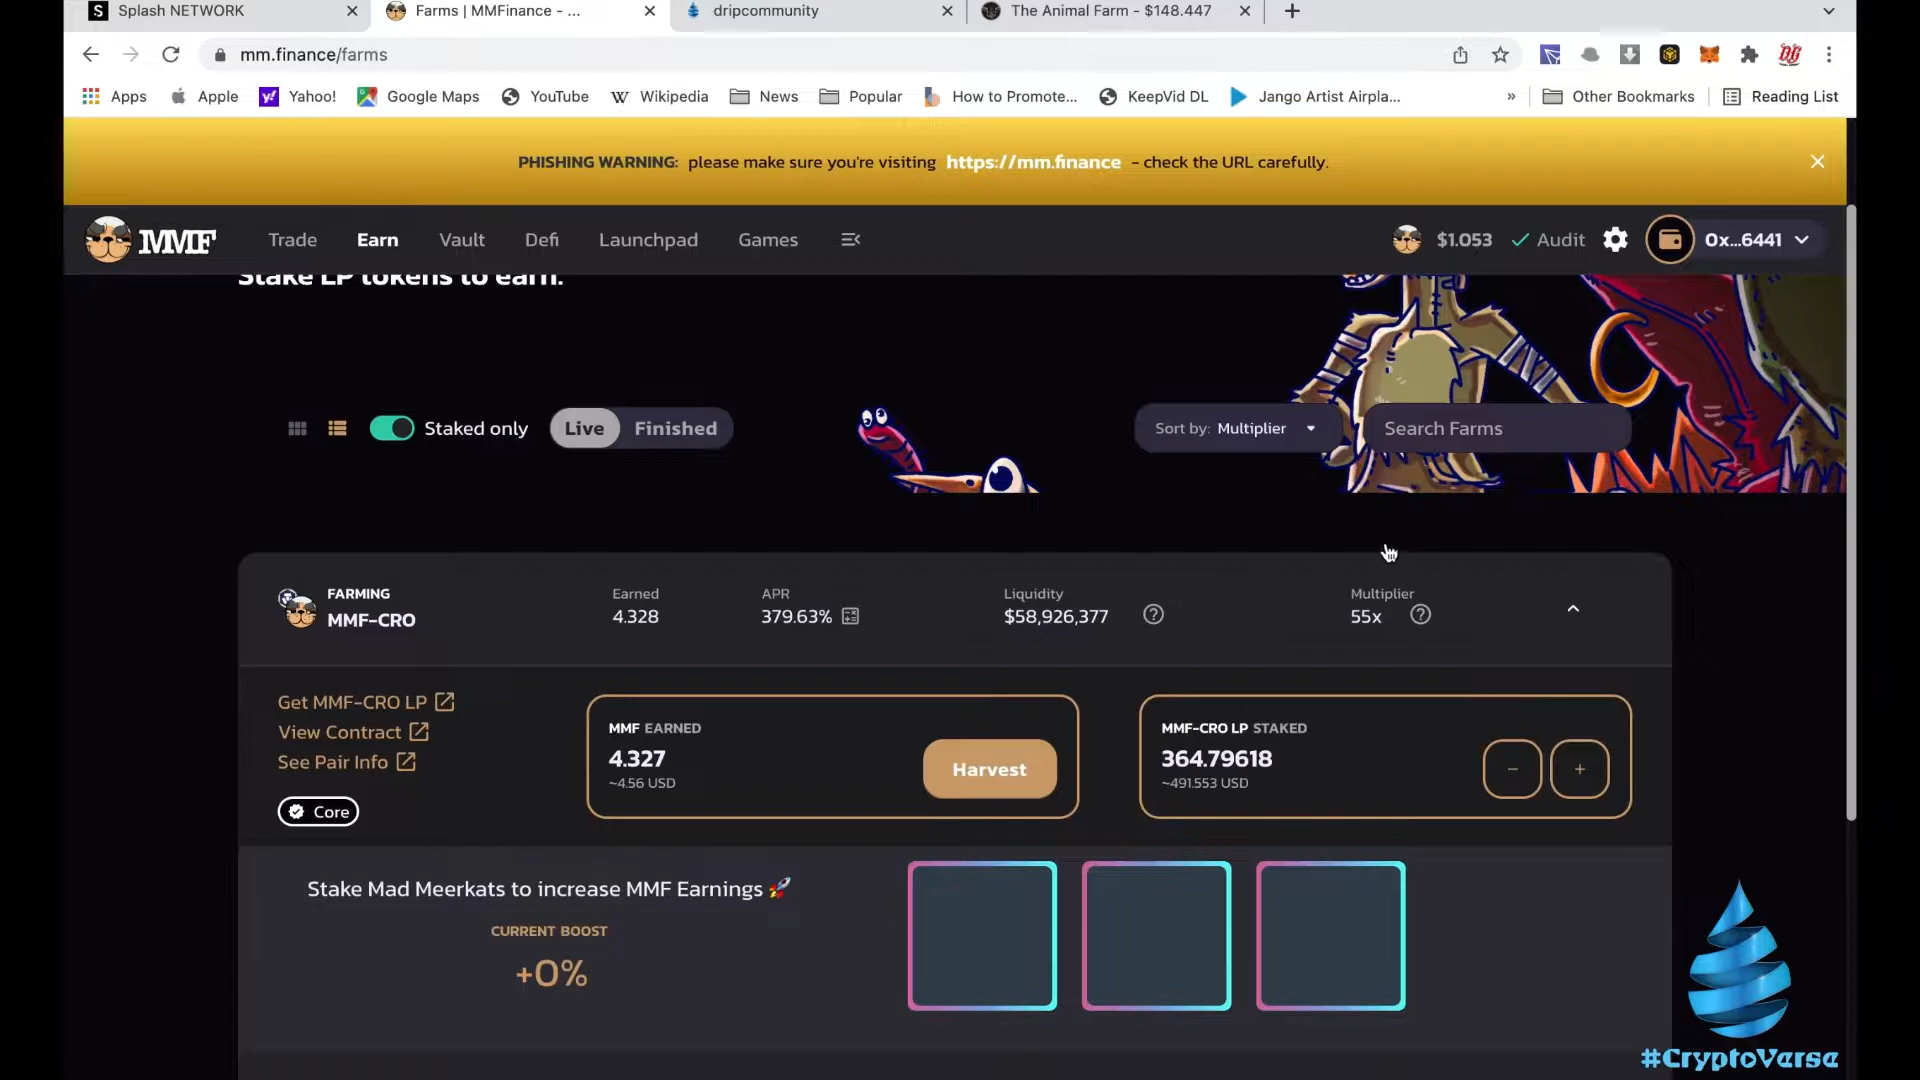 S Splash NETWORK
Farms | MMFinance - ...
dripcommunity
The Animal Farm - $148.447
mm.finance/farms
Apps Apple Yahoo! Google Maps YouTube Wikipedia News Popular How to Promote... KeepVid DL Jango Artist Airpla... » Other Bookmarks Reading List
PHISHING WARNING: please make sure you're visiting https://mm.finance - check the URL carefully.
MMF Trade Earn Vault Defi Launchpad Games $1.053 Audit 0x...6441
Stake LP tokens to earn.
Staked only Live Finished Sort by: Multiplier Search Farms
FARMING
MMF-CRO
Earned
4.328
APR
379.63%
Liquidity
$58,926,377
Multiplier
55x
Get MMF-CRO LP
View Contract
See Pair Info
Core
MMF EARNED
4.327
~4.56 USD
Harvest
MMF-CRO LP STAKED
364.79618
~491.553 USD
- +
Stake Mad Meerkats to increase MMF Earnings 🚀
CURRENT BOOST
+0%
#CryptoVerse